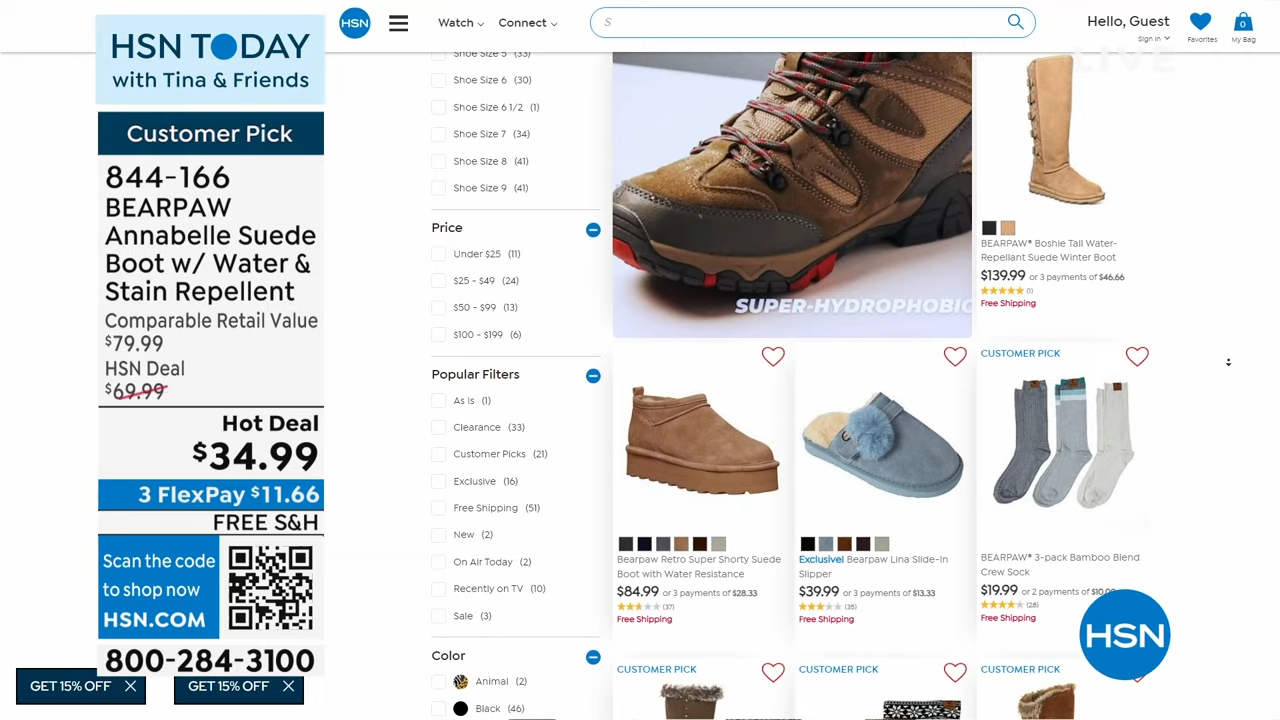 HSN TODAY
with Tina & Friends
Customer Pick
844-166
BEARPAW
Annabelle Suede
Boot w/ Water &
Stain Repellent
Comparable Retail Value
$79.99
HSN Deal
$69.99
Hot Deal
$34.99
3 FlexPay $11.66
FREE S&H
Scan the code
to shop now
HSN.COM
800-284-3100
GET 15% OFF
GET 15% OFF
HSN
Watch
Connect
S
Hello, Guest
Sign In
Favorites
0
My Bag
LIVE
Shoe Size 5 (33)
Shoe Size 6 (30)
Shoe Size 6 1/2 (1)
Shoe Size 7 (34)
Shoe Size 8 (41)
Shoe Size 9 (41)
Price
Under $25 (11)
$25 - $49 (24)
$50 - $99 (13)
$100 - $199 (6)
Popular Filters
As Is (1)
Clearance (33)
Customer Picks (21)
Exclusive (16)
Free Shipping (51)
New (2)
On Air Today (2)
Recently on TV (10)
Sale (3)
Color
Animal (2)
Black (46)
SUPER-HYDROPHOBIC
BEARPAW® Boshie Tall Water-
Repellant Suede Winter Boot
$139.99 or 3 payments of $46.66
(1)
Free Shipping
Bearpaw Retro Super Shorty Suede
Boot with Water Resistance
$84.99 or 3 payments of $28.33
(37)
Free Shipping
Exclusive! Bearpaw Lina Slide-In
Slipper
$39.99 or 3 payments of $13.33
(35)
Free Shipping
CUSTOMER PICK
BEARPAW® 3-pack Bamboo Blend
Crew Sock
$19.99 or 2 payments of $10.00
(28)
Free Shipping
HSN
CUSTOMER PICK
CUSTOMER PICK
CUSTOMER PICK